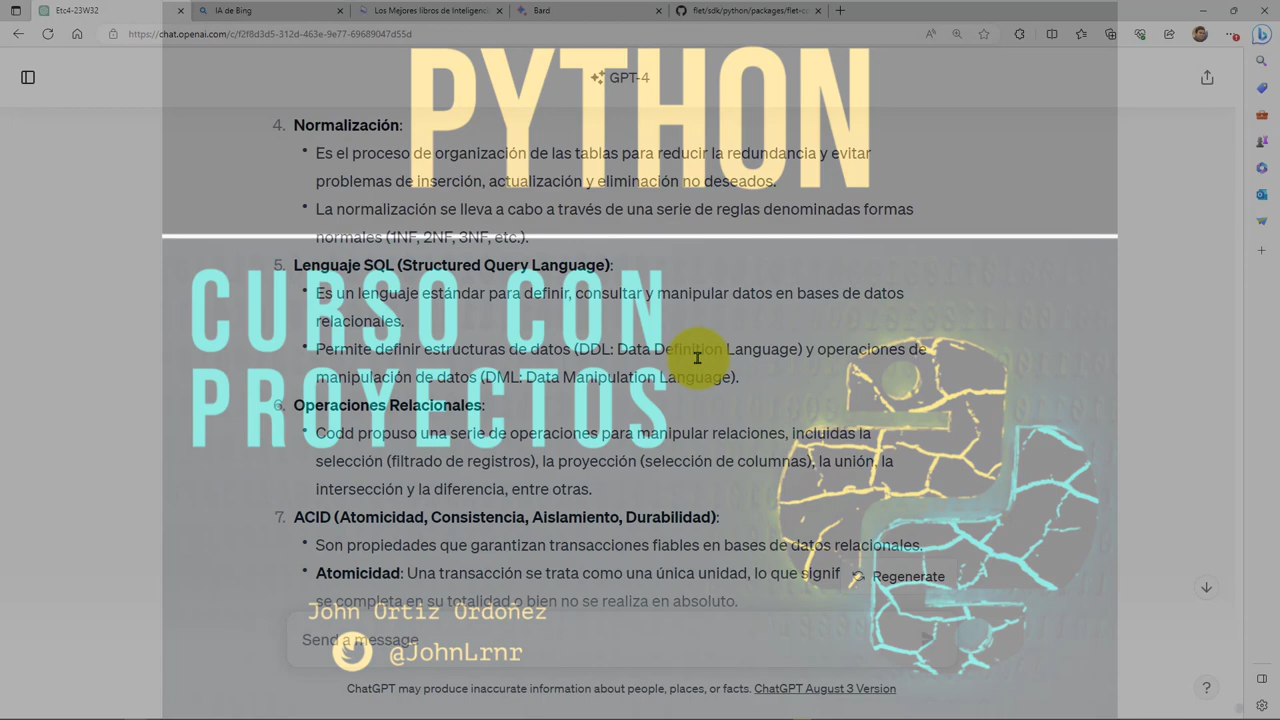 Etc4-23W32
IA de Bing
Los Mejores libros de Inteligenc
Bard
flet/sdk/python/packages/flet-co
https://chat.openai.com/c/f2f8d3d5-312d-463e-9e77-69689047d55d
GPT-4
PYTHON
4. Normalización:
• Es el proceso de organización de las tablas para reducir la redundancia y evitar
problemas de inserción, actualización y eliminación no deseados.
• La normalización se lleva a cabo a través de una serie de reglas denominadas formas
normales (1NF, 2NF, 3NF, etc.).
5. Lenguaje SQL (Structured Query Language):
• Es un lenguaje estándar para definir, consultar y manipular datos en bases de datos
relacionales.
• Permite definir estructuras de datos (DDL: Data Definition Language) y operaciones de
manipulación de datos (DML: Data Manipulation Language).
CURSO CON
PROYECTOS
6. Operaciones Relacionales:
• Codd propuso una serie de operaciones para manipular relaciones, incluidas la
selección (filtrado de registros), la proyección (selección de columnas), la unión, la
intersección y la diferencia, entre otras.
7. ACID (Atomicidad, Consistencia, Aislamiento, Durabilidad):
• Son propiedades que garantizan transacciones fiables en bases de datos relacionales.
• Atomicidad: Una transacción se trata como una única unidad, lo que signif
se completa en su totalidad o bien no se realiza en absoluto.
Regenerate
John Ortiz Ordoñez
Send a message
@JohnLrnr
ChatGPT may produce inaccurate information about people, places, or facts. ChatGPT August 3 Version